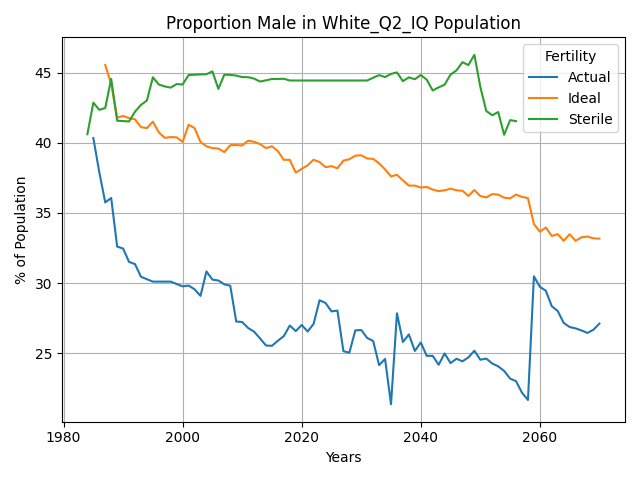 Proportion Male in White_Q2_IQ Population
Fertility
Actual
Ideal
Sterile
% of Population
45
40
35
30
25
1980
2000
2020
2040
2060
Years